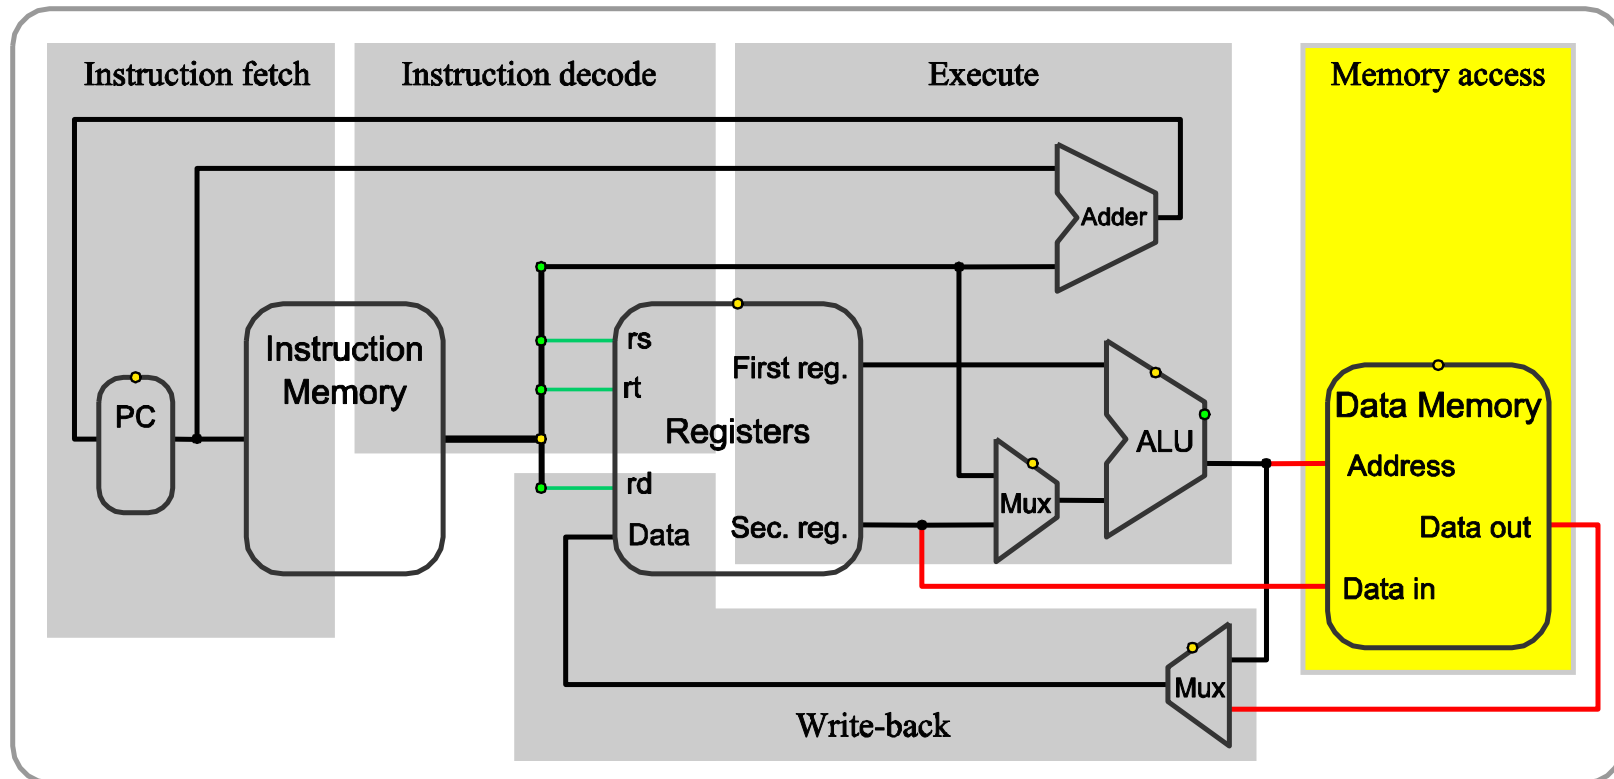 Instruction fetch
Instruction decode
Execute
Memory access
Adder
PC
Instruction
Memory
rs
rt
rd
Data
Registers
First reg.
Sec. reg.
Mux
ALU
Data Memory
Address
Data out
Data in
Mux
Write-back